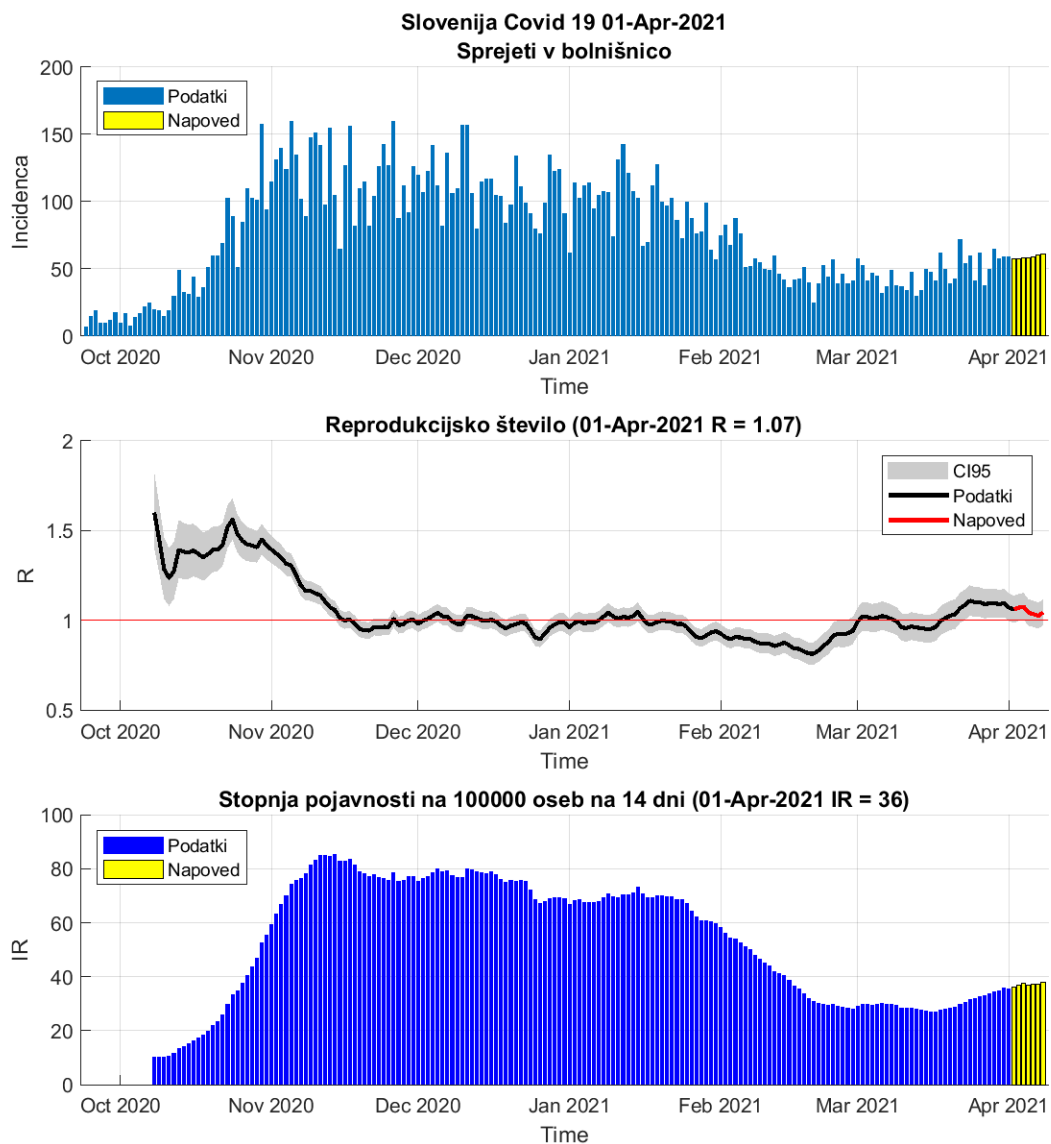 Slovenija Covid 19 01-Apr-2021
Sprejeti v bolnišnico
200
150
100
50
0
Incidenca
Podatki
Napoved
Oct 2020 Nov 2020 Dec 2020 Jan 2021 Feb 2021 Mar 2021 Apr 2021
Time
Reprodukcijsko število (01-Apr-2021 R = 1.07)
2
1.5
1
0.5
R
CI95
Podatki
Napoved
Oct 2020 Nov 2020 Dec 2020 Jan 2021 Feb 2021 Mar 2021 Apr 2021
Time
Stopnja pojavnosti na 100000 oseb na 14 dni (01-Apr-2021 IR = 36)
100
80
60
40
20
0
IR
Podatki
Napoved
Oct 2020 Nov 2020 Dec 2020 Jan 2021 Feb 2021 Mar 2021 Apr 2021
Time